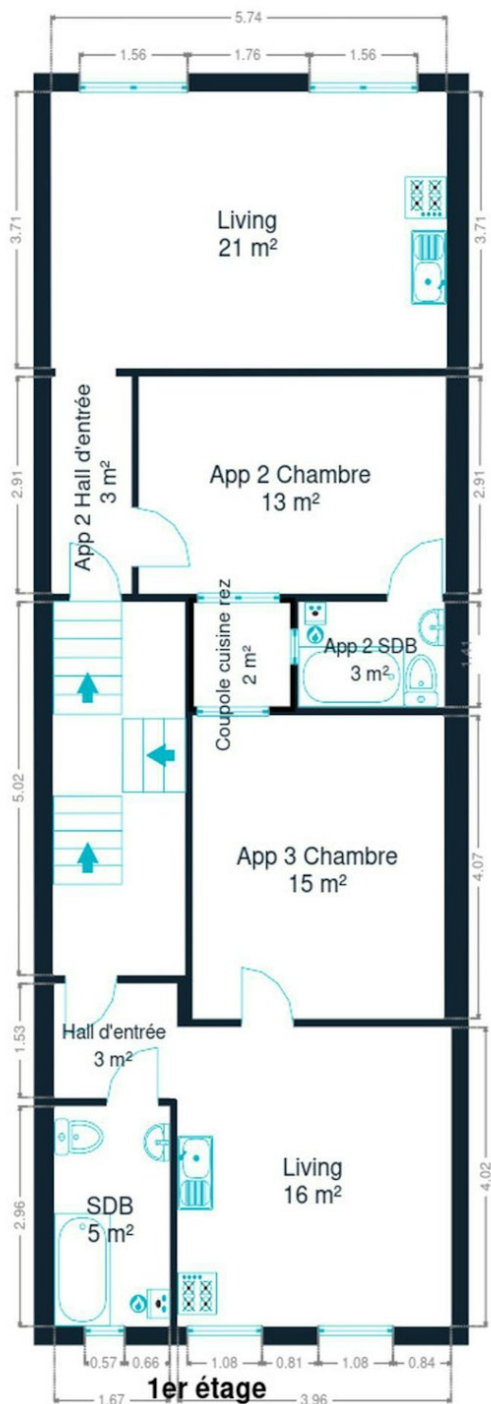 5.74
1.56
1.76
1.56
3.71
3.71
Living
21 m²
2.91
2.91
App 2 Hall d'entrée
3 m²
App 2 Chambre
13 m²
Coupole cuisine rez
2 m²
App 2 SDB
3 m²
1.41
5.02
4.07
App 3 Chambre
15 m²
1.53
Hall d'entrée
3 m²
4.02
2.96
SDB
5 m²
Living
16 m²
0.57
0.66
1.08
0.81
1.08
0.84
1.67
1er étage
3.96